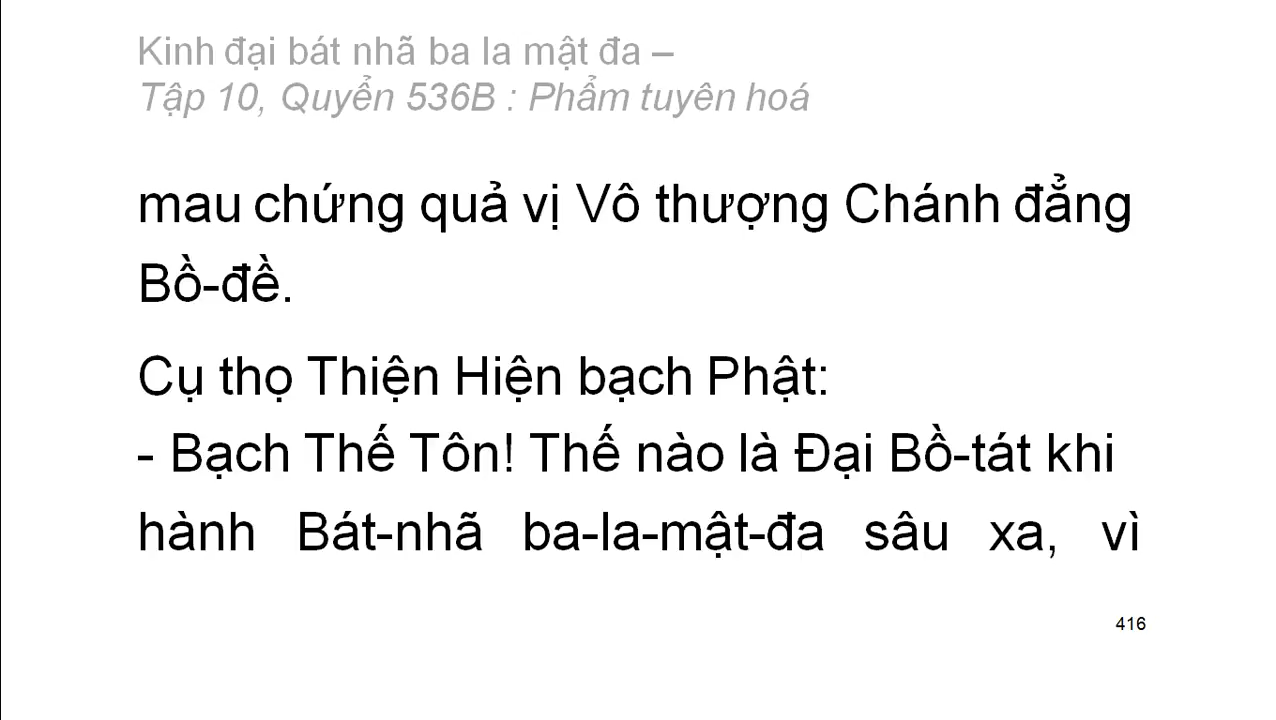 Kinh đại bát nhã ba la mật đa –
Tập 10, Quyển 536B : Phẩm tuyên hoá
mau chứng quả vị Vô thượng Chánh đẳng
Bồ-đề.
Cụ thọ Thiện Hiện bạch Phật:
- Bạch Thế Tôn! Thế nào là Đại Bồ-tát khi
hành Bát-nhã ba-la-mật-đa sâu xa, vì
416